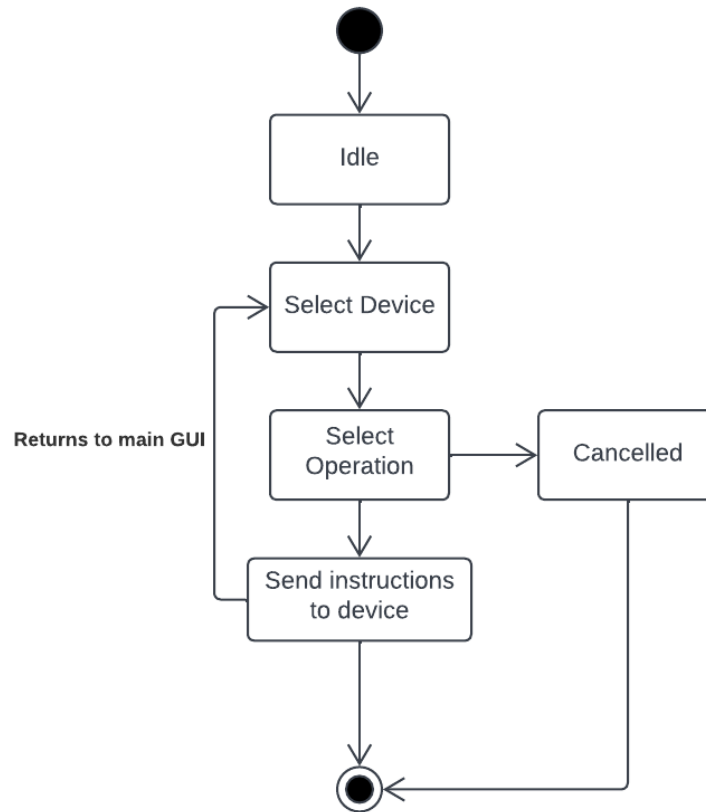 Idle
Select Device
Returns to main GUI
Select
Operation
Cancelled
Send instructions
to device